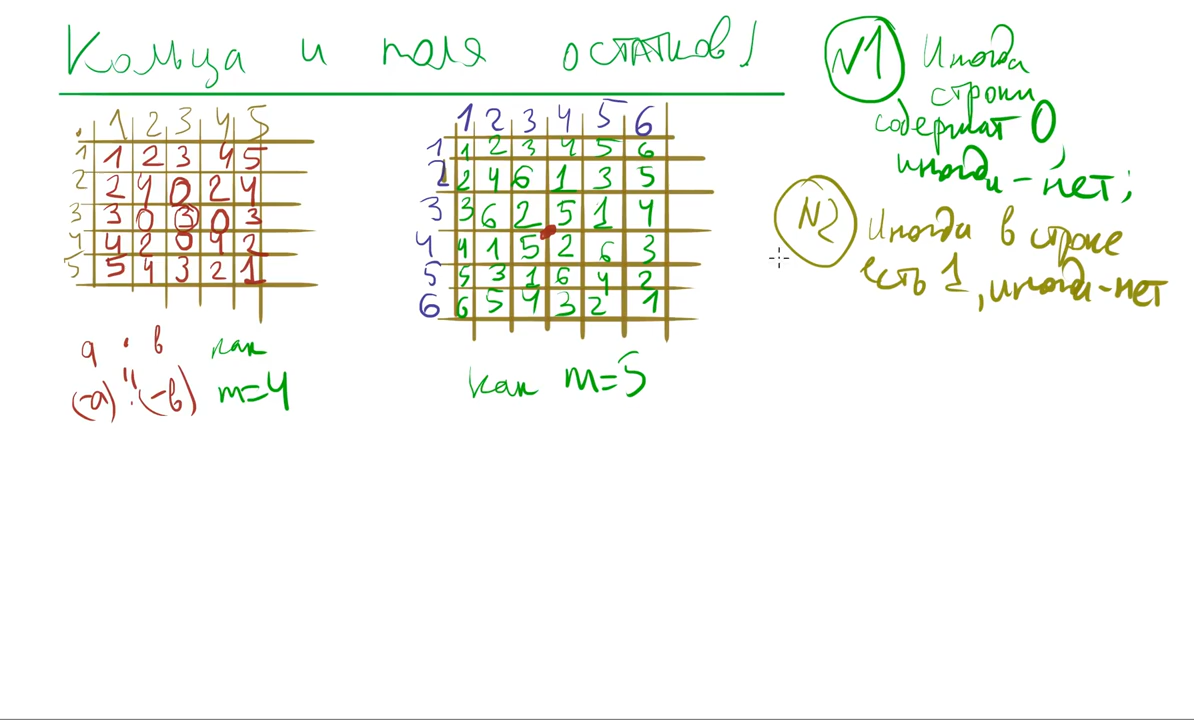 Кольца и поля остатков!
· 1 2 3 4 5
1 1 2 3 4 5
2 2 4 0 2 4
3 3 0 3 0 3
4 4 2 0 4 2
5 5 4 3 2 1
a · b как
(-a) · (-b) m=4
1 2 3 4 5 6
1 1 2 3 4 5 6
2 2 4 6 1 3 5
3 3 6 2 5 1 4
4 4 1 5 2 6 3
5 5 3 1 6 4 2
6 6 5 4 3 2 1
как m=5
N1 Иногда
строки
содержат 0,
иногда - нет;
N2 Иногда в строке
есть 1, иногда-нет